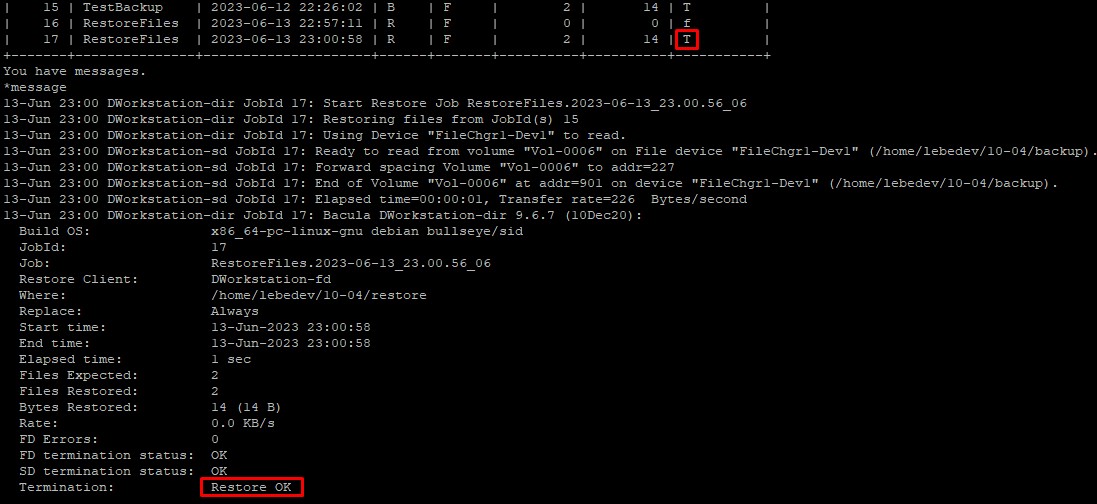 |    15 | TestBackup    | 2023-06-12 22:26:02 | B    | F     |        2 |       14 | T         |
|    16 | RestoreFiles  | 2023-06-13 22:57:11 | R    | F     |        0 |        0 | f         |
|    17 | RestoreFiles  | 2023-06-13 23:00:58 | R    | F     |        2 |       14 | T         |
+-------+---------------+---------------------+------+-------+----------+----------+-----------+
You have messages.
*message
13-Jun 23:00 DWorkstation-dir JobId 17: Start Restore Job RestoreFiles.2023-06-13_23.00.56_06
13-Jun 23:00 DWorkstation-dir JobId 17: Restoring files from JobId(s) 15
13-Jun 23:00 DWorkstation-dir JobId 17: Using Device "FileChgr1-Dev1" to read.
13-Jun 23:00 DWorkstation-sd JobId 17: Ready to read from volume "Vol-0006" on File device "FileChgr1-Dev1" (/home/lebedev/10-04/backup).
13-Jun 23:00 DWorkstation-sd JobId 17: Forward spacing Volume "Vol-0006" to addr=227
13-Jun 23:00 DWorkstation-sd JobId 17: End of Volume "Vol-0006" at addr=901 on device "FileChgr1-Dev1" (/home/lebedev/10-04/backup).
13-Jun 23:00 DWorkstation-sd JobId 17: Elapsed time=00:00:01, Transfer rate=226  Bytes/second
13-Jun 23:00 DWorkstation-dir JobId 17: Bacula DWorkstation-dir 9.6.7 (10Dec20):
  Build OS:               x86_64-pc-linux-gnu debian bullseye/sid
  JobId:                  17
  Job:                    RestoreFiles.2023-06-13_23.00.56_06
  Restore Client:         DWorkstation-fd
  Where:                  /home/lebedev/10-04/restore
  Replace:                Always
  Start time:             13-Jun-2023 23:00:58
  End time:               13-Jun-2023 23:00:58
  Elapsed time:           1 sec
  Files Expected:         2
  Files Restored:         2
  Bytes Restored:         14 (14 B)
  Rate:                   0.0 KB/s
  FD Errors:              0
  FD termination status:  OK
  SD termination status:  OK
  Termination:            Restore OK